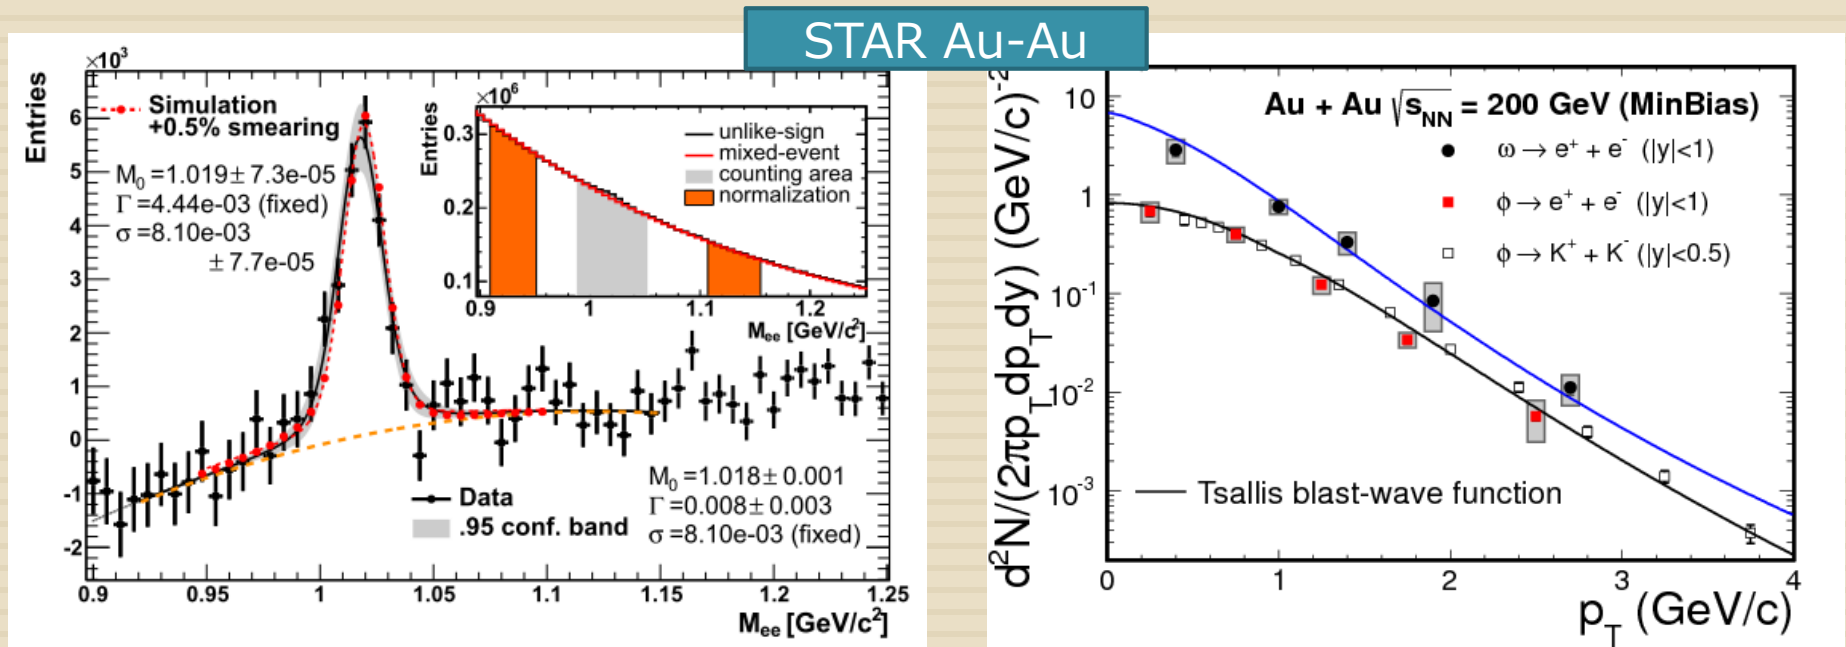 STAR Au-Au
×10³
Entries
6
5
4
3
2
1
0
-1
-2
Simulation
+0.5% smearing
M₀=1.019± 7.3e-05
Γ =4.44e-03 (fixed)
σ =8.10e-03
± 7.7e-05
×10⁶
Entries
0.3
0.2
0.1
unlike-sign
mixed-event
counting area
normalization
0.9 1 1.1 1.2
Mₑₑ [GeV/c²]
Data
.95 conf. band
M₀=1.018± 0.001
Γ =0.008± 0.003
σ =8.10e-03 (fixed)
0.9 0.95 1 1.05 1.1 1.15 1.2 1.25
Mₑₑ [GeV/c²]
d²N/(2πp_T dp_T dy) (GeV/c)⁻²
10
1
10⁻¹
10⁻²
10⁻³
Au + Au √s_NN = 200 GeV (MinBias)
ω → e⁺ + e⁻ (|y|<1)
ϕ → e⁺ + e⁻ (|y|<1)
ϕ → K⁺ + K⁻ (|y|<0.5)
Tsallis blast-wave function
0 1 2 3 4
p_T (GeV/c)